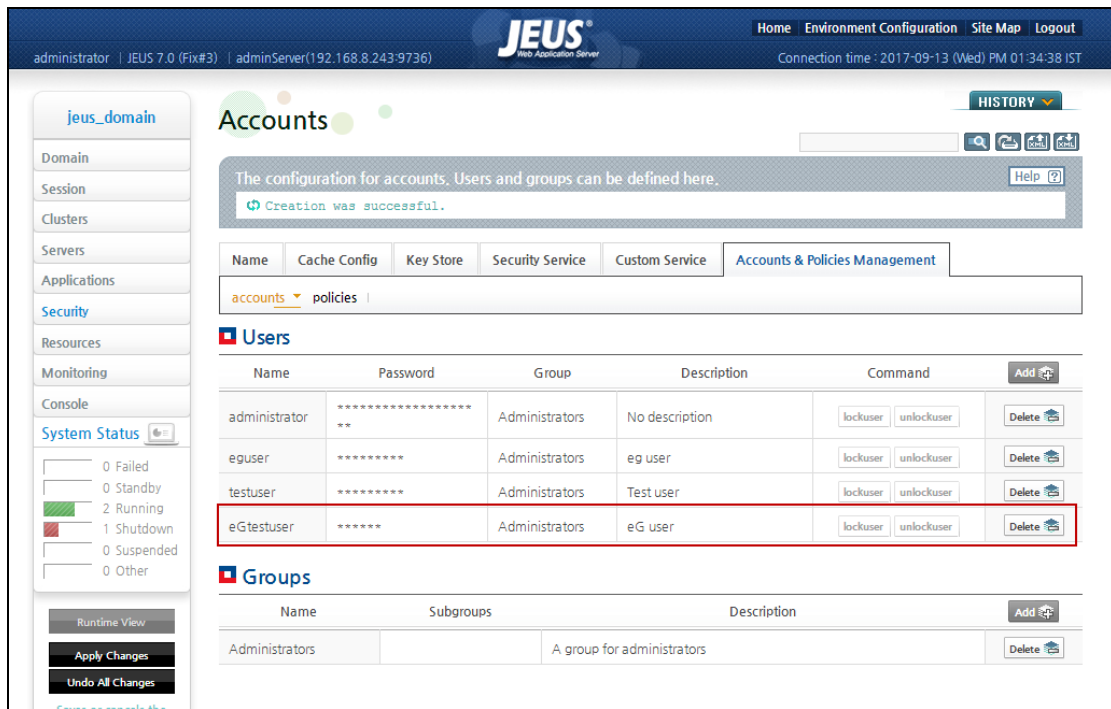 JEUS®
Web Application Server
Home Environment Configuration Site Map Logout
administrator | JEUS 7.0 (Fix#3) | adminServer(192.168.8.243:9736)
Connection time : 2017-09-13 (Wed) PM 01:34:38 IST
jeus_domain
Domain
Session
Clusters
Servers
Applications
Security
Resources
Monitoring
Console
System Status
0 Failed
0 Standby
2 Running
1 Shutdown
0 Suspended
0 Other
Runtime View
Apply Changes
Undo All Changes
Accounts
HISTORY
XML XML
The configuration for accounts, Users and groups can be defined here.
Help ?
Creation was successful.
Name Cache Config Key Store Security Service Custom Service Accounts & Policies Management
accounts policies
Users
Name Password Group Description Command Add
administrator ****************** Administrators No description lockuser unlockuser Delete
**
eguser ********* Administrators eg user lockuser unlockuser Delete
testuser ********* Administrators Test user lockuser unlockuser Delete
eGtestuser ****** Administrators eG user lockuser unlockuser Delete
Groups
Name Subgroups Description Add
Administrators A group for administrators Delete